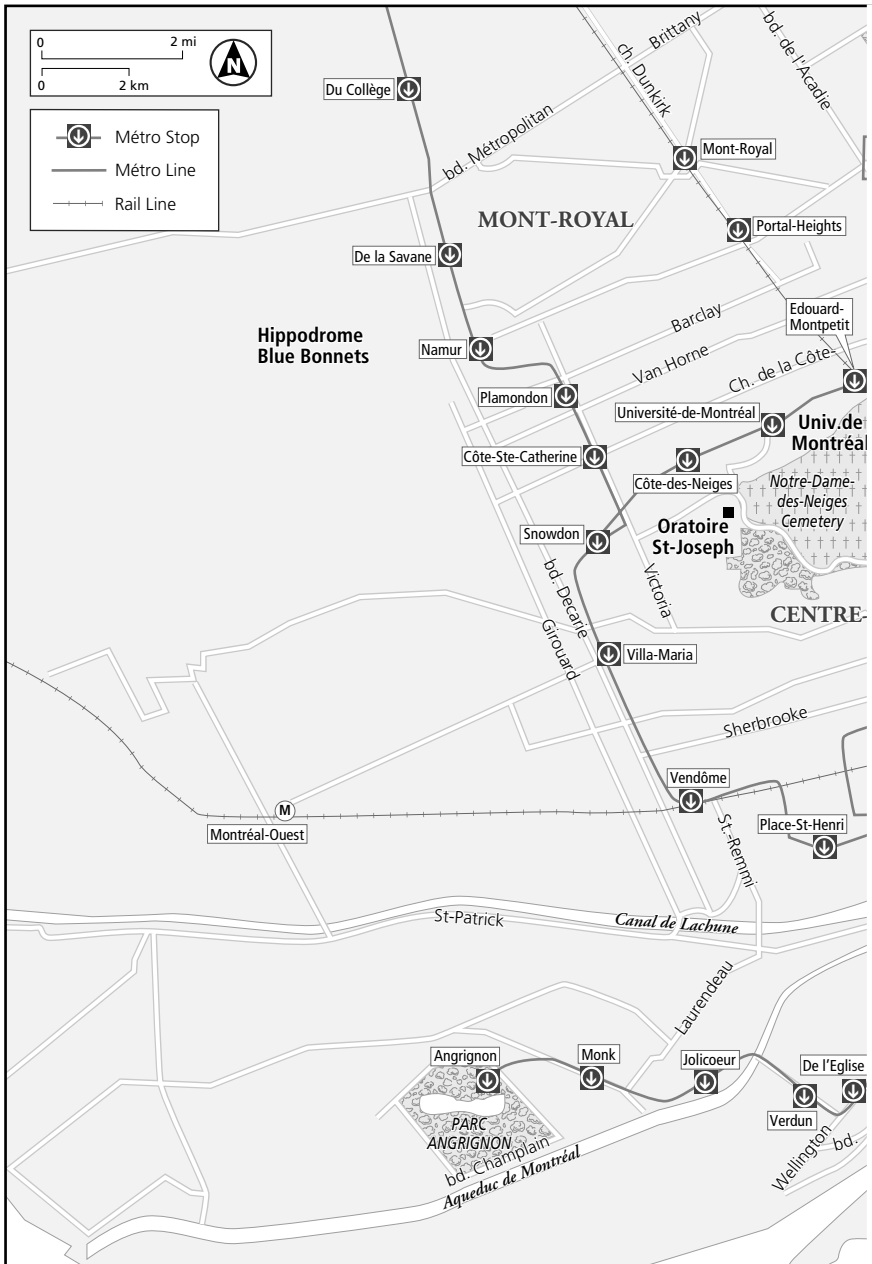 0
2 mi
0
2 km
N
Métro Stop
Métro Line
Rail Line
Du Collège
bd. Métropolitan
Brittany
ch. Dunkirk
bd. de l'Acadie
Mont-Royal
MONT-ROYAL
Portal-Heights
De la Savane
Edouard-
Montpetit
Hippodrome
Blue Bonnets
Namur
Barclay
Van Horne
Ch. de la Côte-
Plamondon
Université-de-Montréal
Univ.de
Montréal
Côte-Ste-Catherine
Côte-des-Neiges
Notre-Dame-
des-Neiges
Cemetery
Snowdon
Oratoire
St-Joseph
bd. Decarie
Girouard
Victoria
CENTRE-
Villa-Maria
Sherbrooke
Vendôme
M
Montréal-Ouest
St.-Remmi
Place-St-Henri
St-Patrick
Canal de Lachune
Laurendeau
Angrignon
Monk
Jolicoeur
De l'Eglise
Verdun
PARC
ANGRIGNON
bd. Champlain
Aqueduc de Montréal
Wellington
bd.